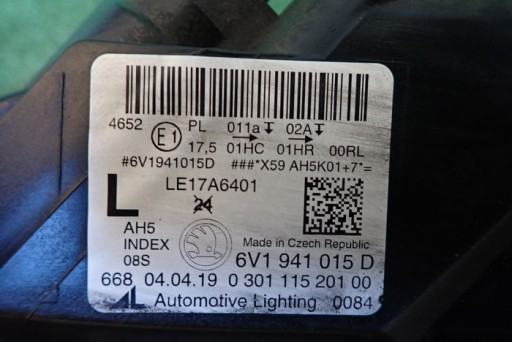 4652 E1 PL 011a 02A
17,5 01HC 01HR 00RL
#6V1941015D ###*X59 AH5K01+7*=
L LE17A6401
24
AH5
INDEX Made in Czech Republic
08S 6V1 941 015 D
668 04.04.19 0 301 115 201 00
AL Automotive Lighting 0084